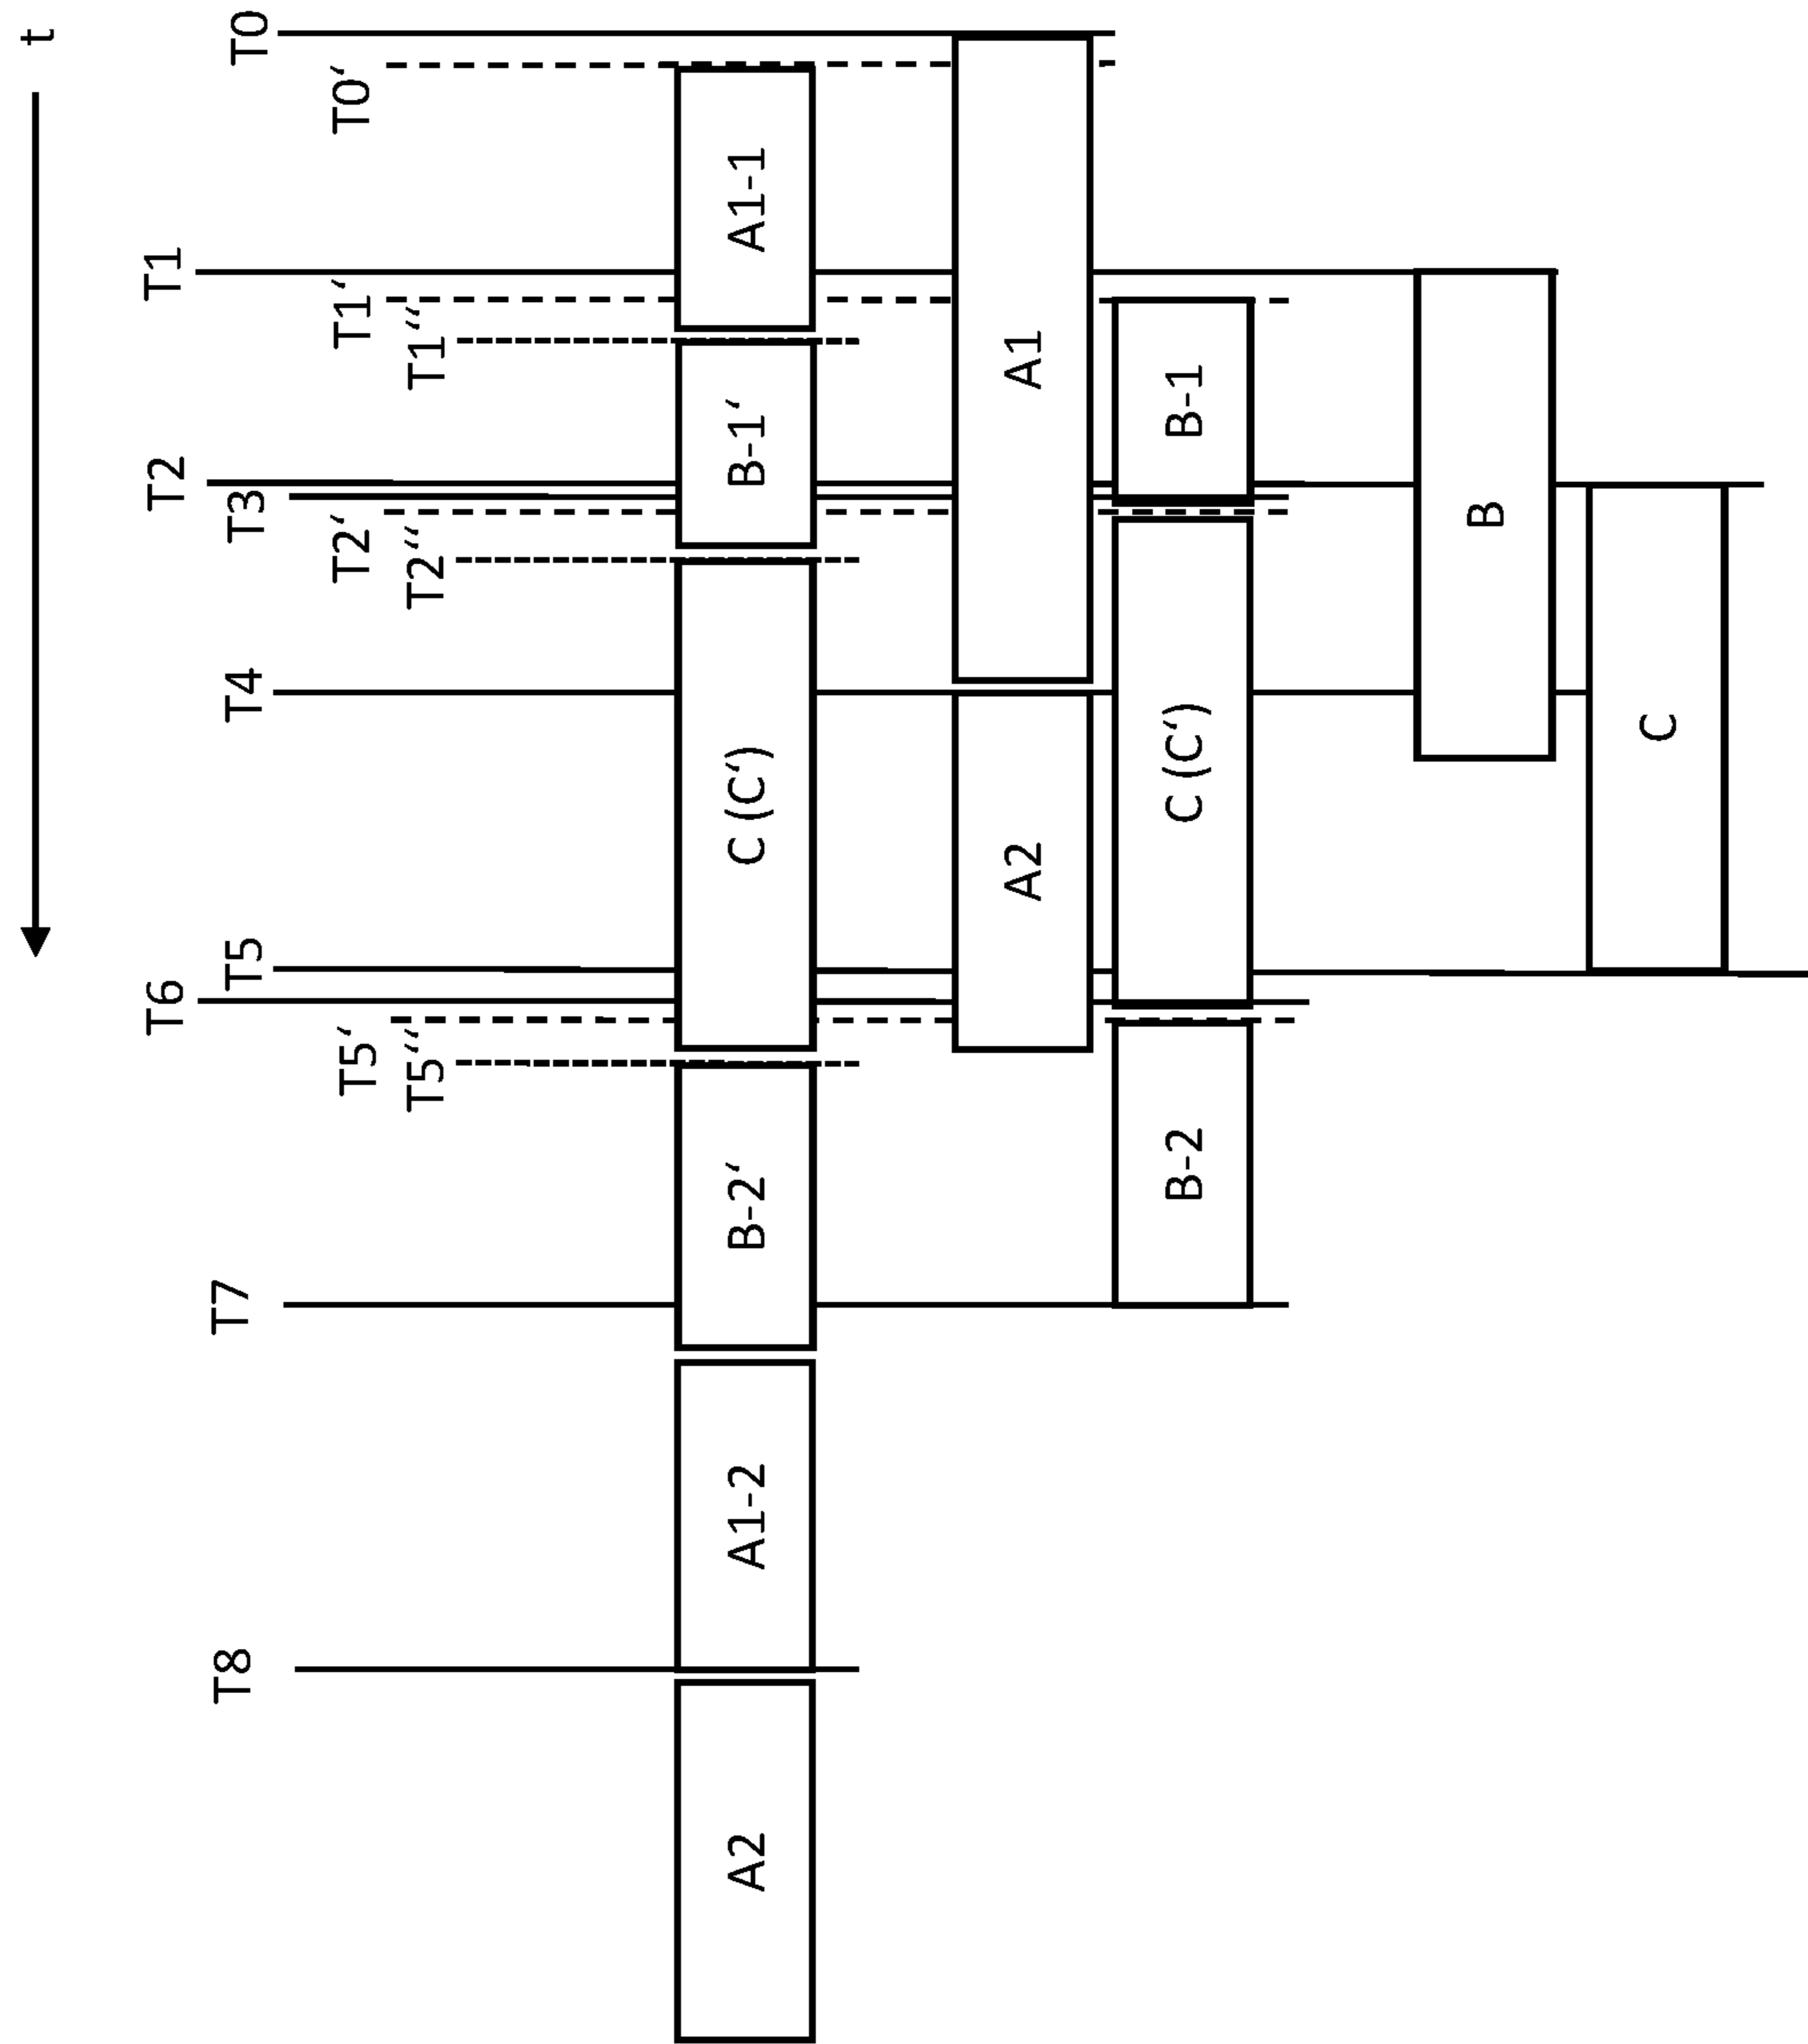 t
T0
T0‘
T1
T1‘
T1‘‘
T2
T3
T2‘
T2‘‘
T4
T5
T6
T5‘
T5‘‘
T7
T8
A1-1
B-1‘
C (C‘)
B-2‘
A1-2
A2
A1
A2
B-1
C (C‘)
B-2
B
C